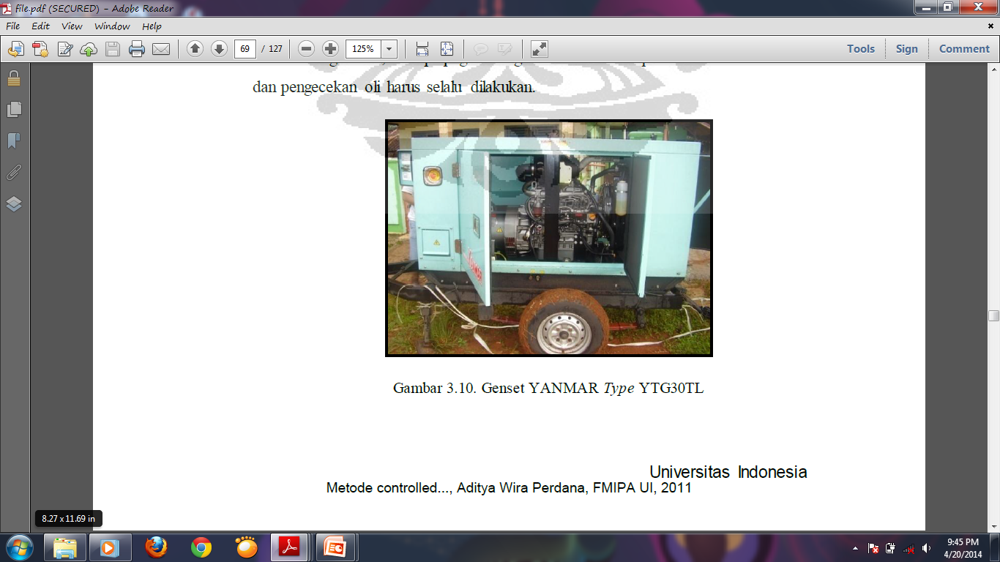 file.pdf (SECURED) - Adobe Reader
File Edit View Window Help
69 / 127 125% Tools Sign Comment
dan pengecekan oli harus selalu dilakukan.
YANMAR
Gambar 3.10. Genset YANMAR Type YTG30TL
Universitas Indonesia
Metode controlled..., Aditya Wira Perdana, FMIPA UI, 2011
8.27 x 11.69 in
9:45 PM
4/20/2014